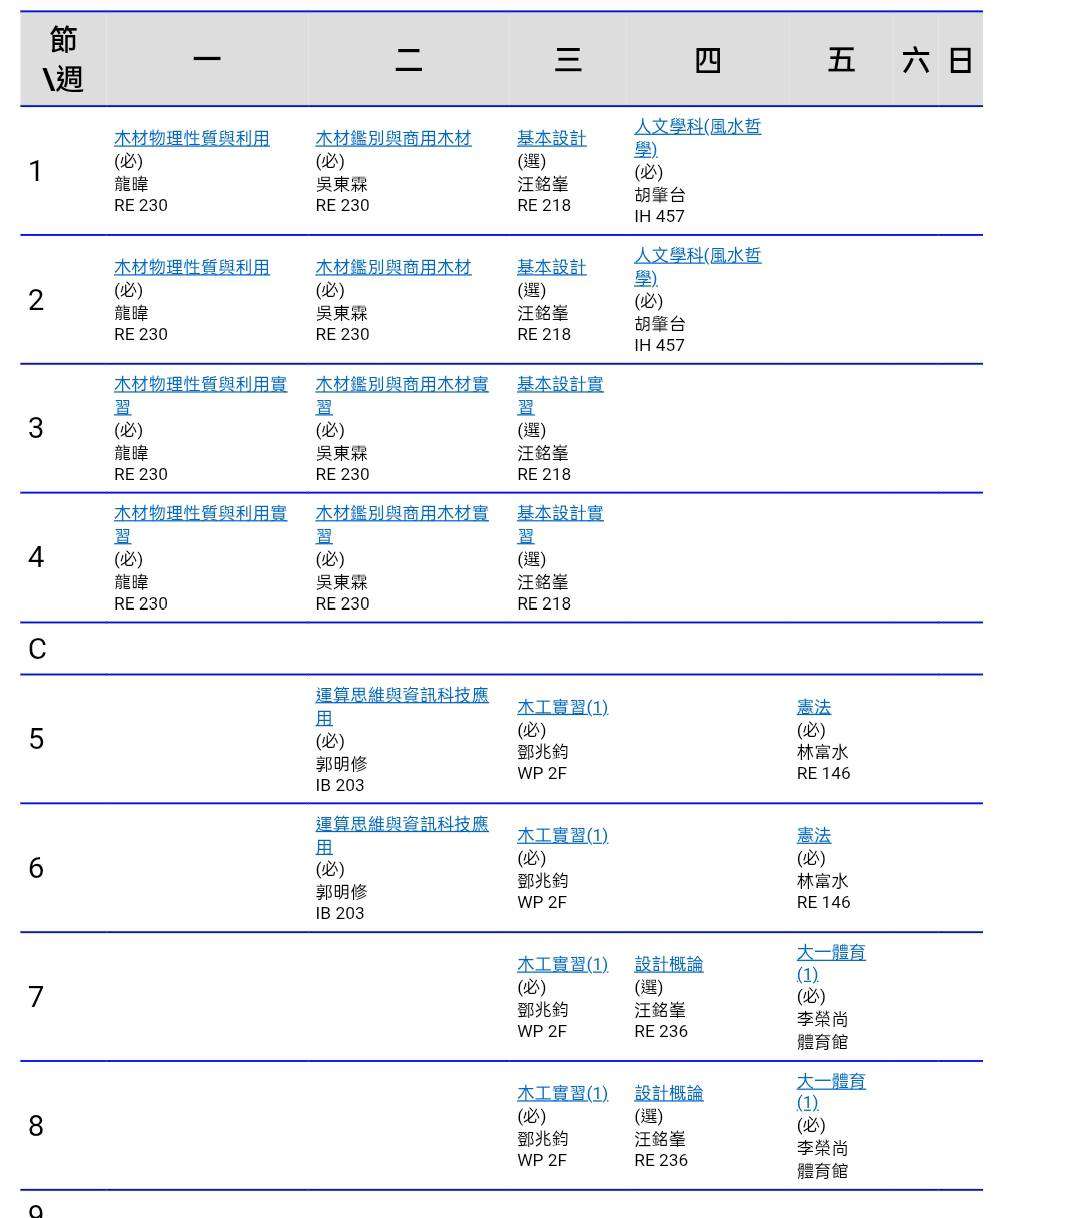 節
\週
一
二
三
四
五
六
日
1
木材物理性質與利用
(必)
龍暐
RE 230
木材鑑別與商用木材
(必)
吳東霖
RE 230
基本設計
(選)
汪銘峯
RE 218
人文學科(風水哲
學)
(必)
胡肇台
IH 457
2
木材物理性質與利用
(必)
龍暐
RE 230
木材鑑別與商用木材
(必)
吳東霖
RE 230
基本設計
(選)
汪銘峯
RE 218
人文學科(風水哲
學)
(必)
胡肇台
IH 457
3
木材物理性質與利用實
習
(必)
龍暐
RE 230
木材鑑別與商用木材實
習
(必)
吳東霖
RE 230
基本設計實
習
(選)
汪銘峯
RE 218
4
木材物理性質與利用實
習
(必)
龍暐
RE 230
木材鑑別與商用木材實
習
(必)
吳東霖
RE 230
基本設計實
習
(選)
汪銘峯
RE 218
C
5
運算思維與資訊科技應
用
(必)
郭明修
IB 203
木工實習(1)
(必)
鄧兆鈞
WP 2F
憲法
(必)
林富水
RE 146
6
運算思維與資訊科技應
用
(必)
郭明修
IB 203
木工實習(1)
(必)
鄧兆鈞
WP 2F
憲法
(必)
林富水
RE 146
7
木工實習(1)
(必)
鄧兆鈞
WP 2F
設計概論
(選)
汪銘峯
RE 236
大一體育
(1)
(必)
李榮尚
體育館
8
木工實習(1)
(必)
鄧兆鈞
WP 2F
設計概論
(選)
汪銘峯
RE 236
大一體育
(1)
(必)
李榮尚
體育館
9